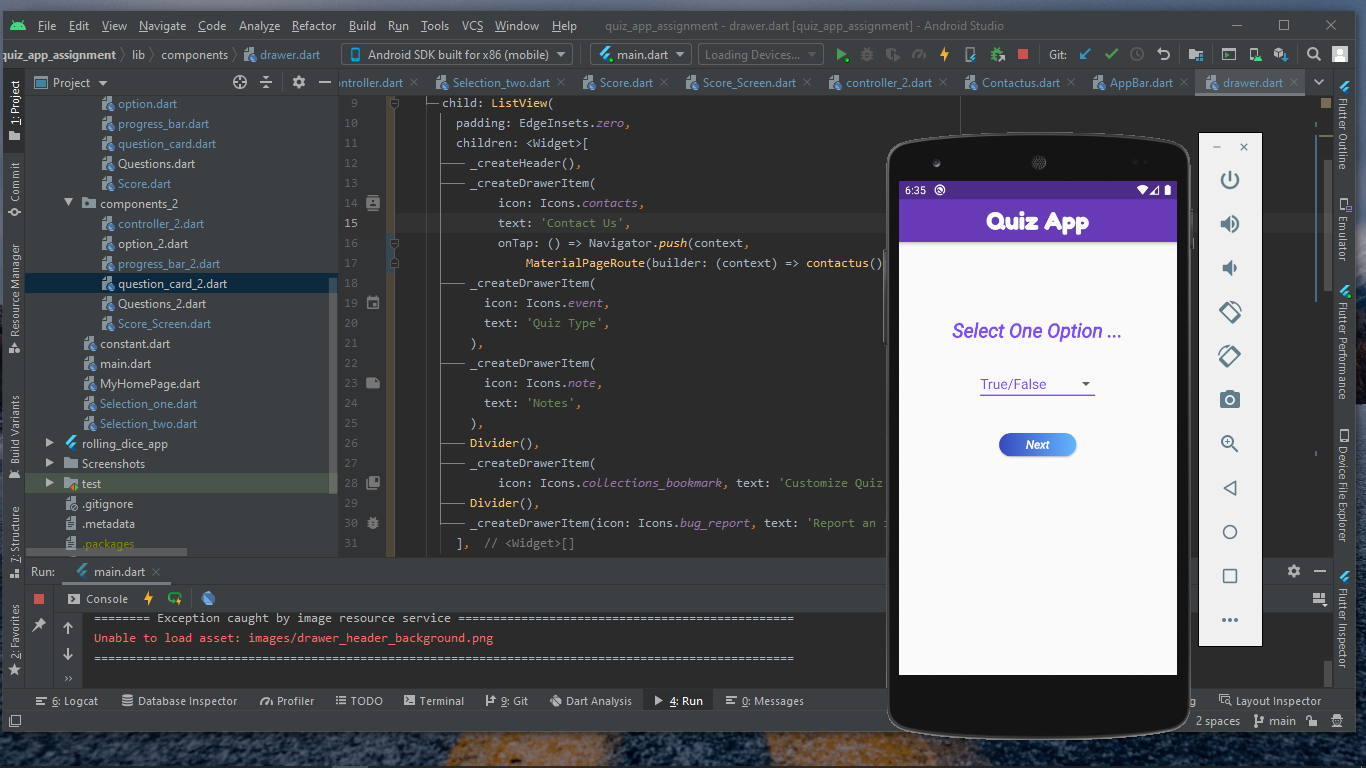 File Edit View Navigate Code Analyze Refactor Build Run Tools VCS Window Help quiz_app_assignment - drawer.dart [quiz_app_assignment] - Android Studio
quiz_app_assignment lib components drawer.dart Android SDK built for x86 (mobile) main.dart Loading Devices... Git:
Project
ontroller.dart Selection_two.dart Score.dart Score_Screen.dart controller_2.dart Contactus.dart AppBar.dart drawer.dart
1: Project
Commit
Resource Manager
Build Variants
Z: Structure
2: Favorites
option.dart
progress_bar.dart
question_card.dart
Questions.dart
Score.dart
components_2
controller_2.dart
option_2.dart
progress_bar_2.dart
question_card_2.dart
Questions_2.dart
Score_Screen.dart
constant.dart
main.dart
MyHomePage.dart
Selection_one.dart
Selection_two.dart
rolling_dice_app
Screenshots
test
.gitignore
.metadata
.packages
9 child: ListView(
10 padding: EdgeInsets.zero,
11 children: <Widget>[
12 _createHeader(),
13 _createDrawerItem(
14 icon: Icons.contacts,
15 text: 'Contact Us',
16 onTap: () => Navigator.push(context,
17 MaterialPageRoute(builder: (context) => contactus()
18 _createDrawerItem(
19 icon: Icons.event,
20 text: 'Quiz Type',
21 ),
22 _createDrawerItem(
23 icon: Icons.note,
24 text: 'Notes',
25 ),
26 Divider(),
27 _createDrawerItem(
28 icon: Icons.collections_bookmark, text: 'Customize Quiz
29 Divider(),
30 _createDrawerItem(icon: Icons.bug_report, text: 'Report an
31 ], // <Widget>[]
6:35
Quiz App
Select One Option ...
True/False
Next
Flutter Outline
Emulator
Flutter Performance
Device File Explorer
Flutter Inspector
Run: main.dart
Console
======== Exception caught by image resource service ================================================
Unable to load asset: images/drawer_header_background.png
====================================================================================================
6: Logcat Database Inspector Profiler TODO Terminal 9: Git Dart Analysis 4: Run 0: Messages Layout Inspector
2 spaces main